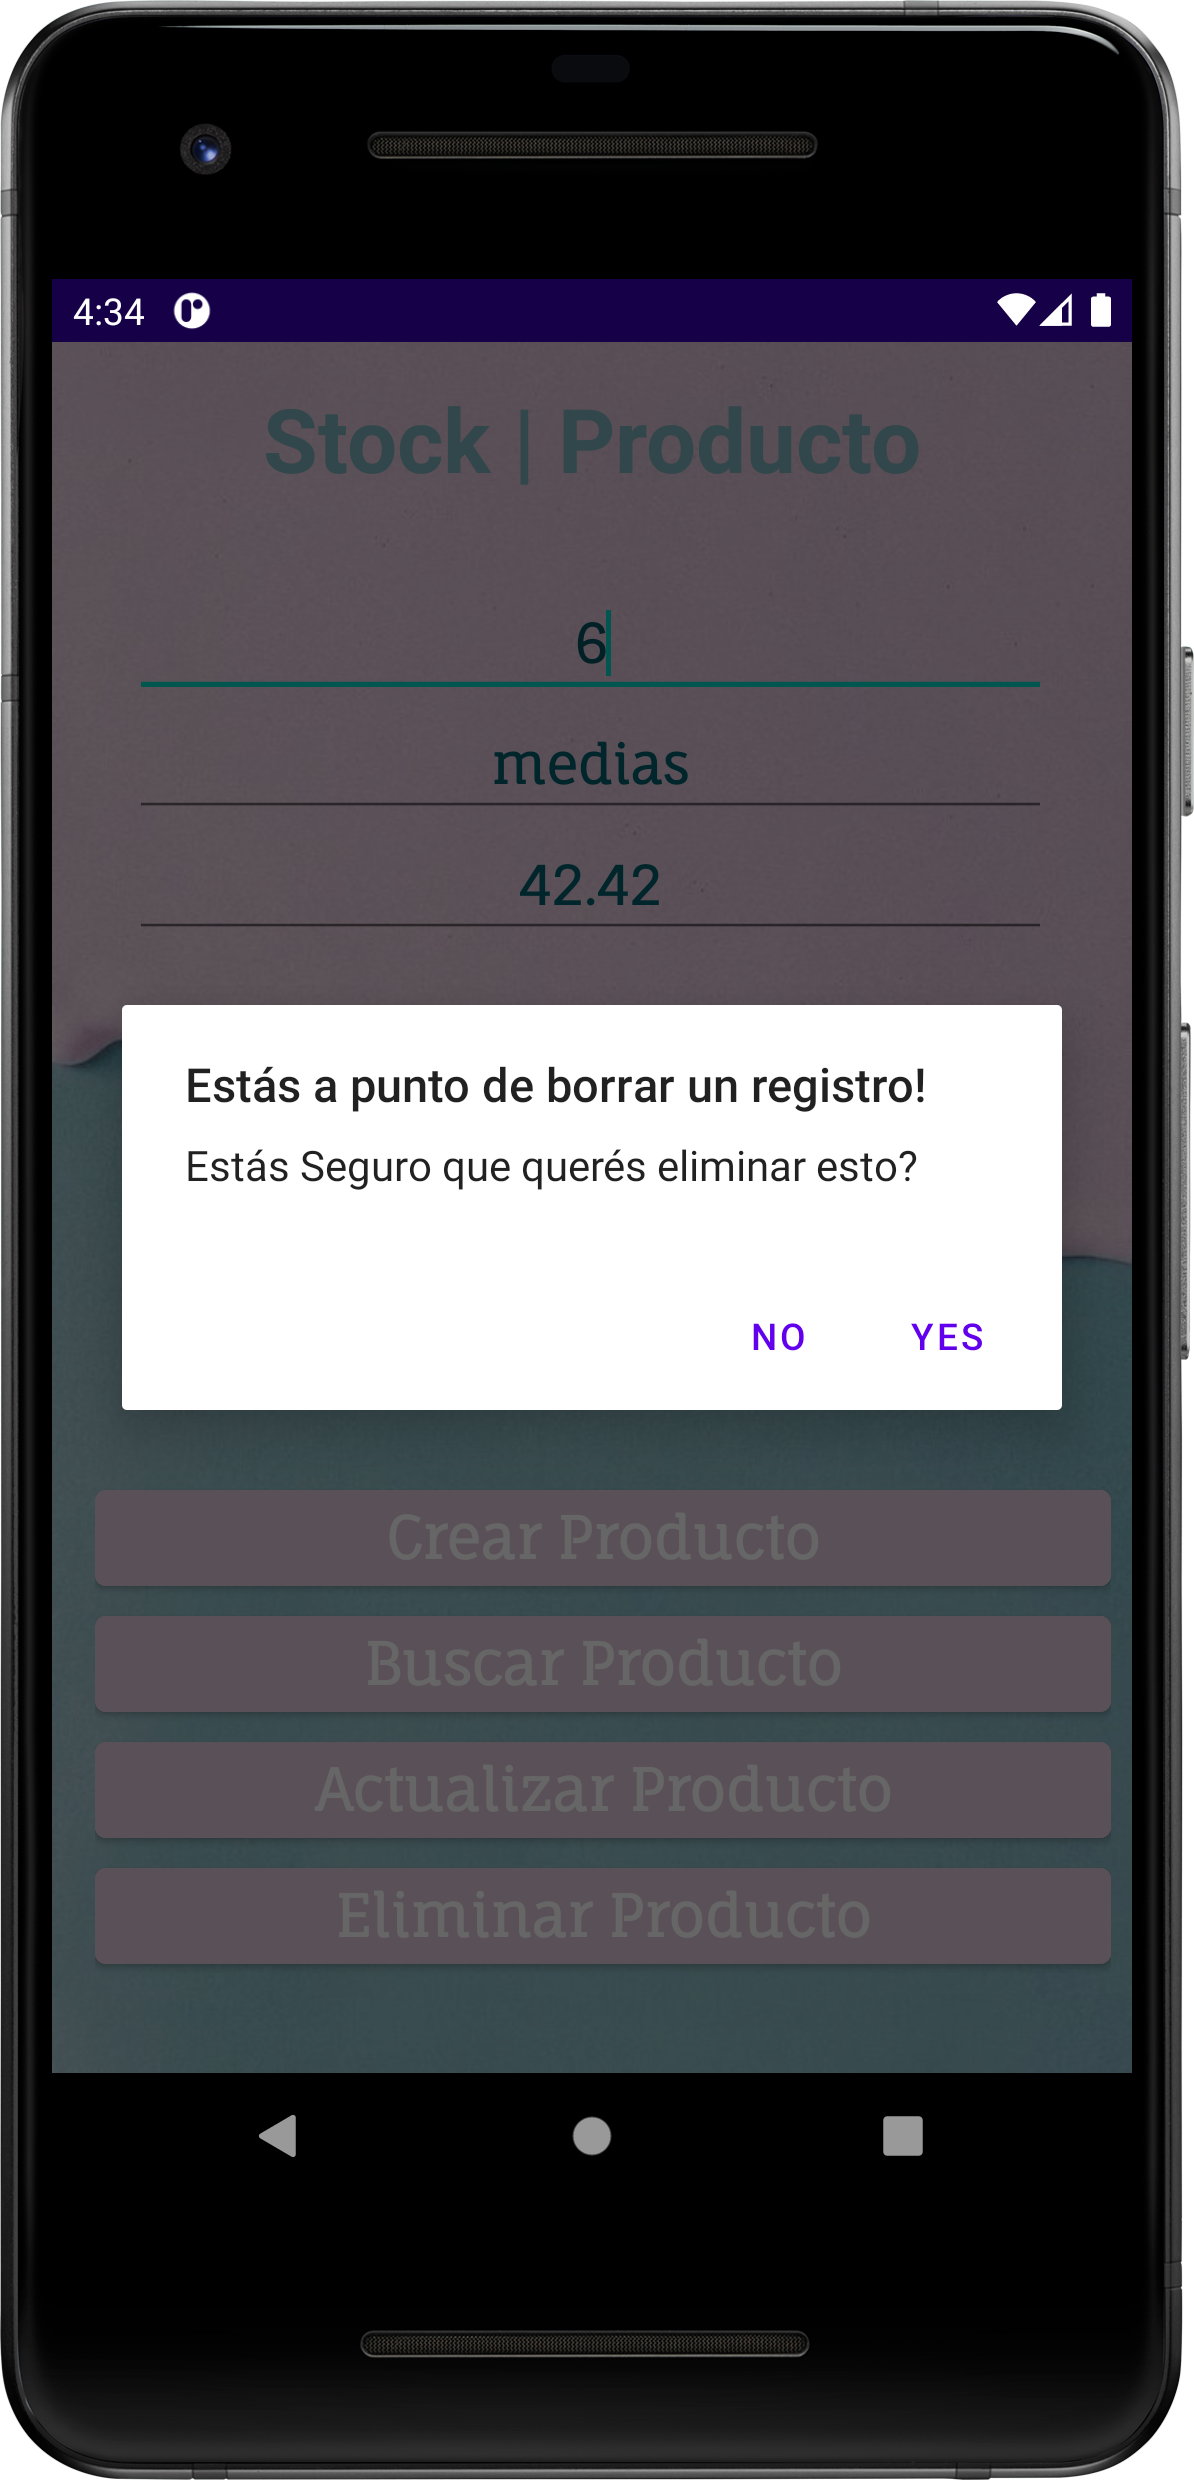 4:34
Stock | Producto
6
medias
42.42
Estás a punto de borrar un registro!
Estás Seguro que querés eliminar esto?
NO YES
Crear Producto
Buscar Producto
Actualizar Producto
Eliminar Producto